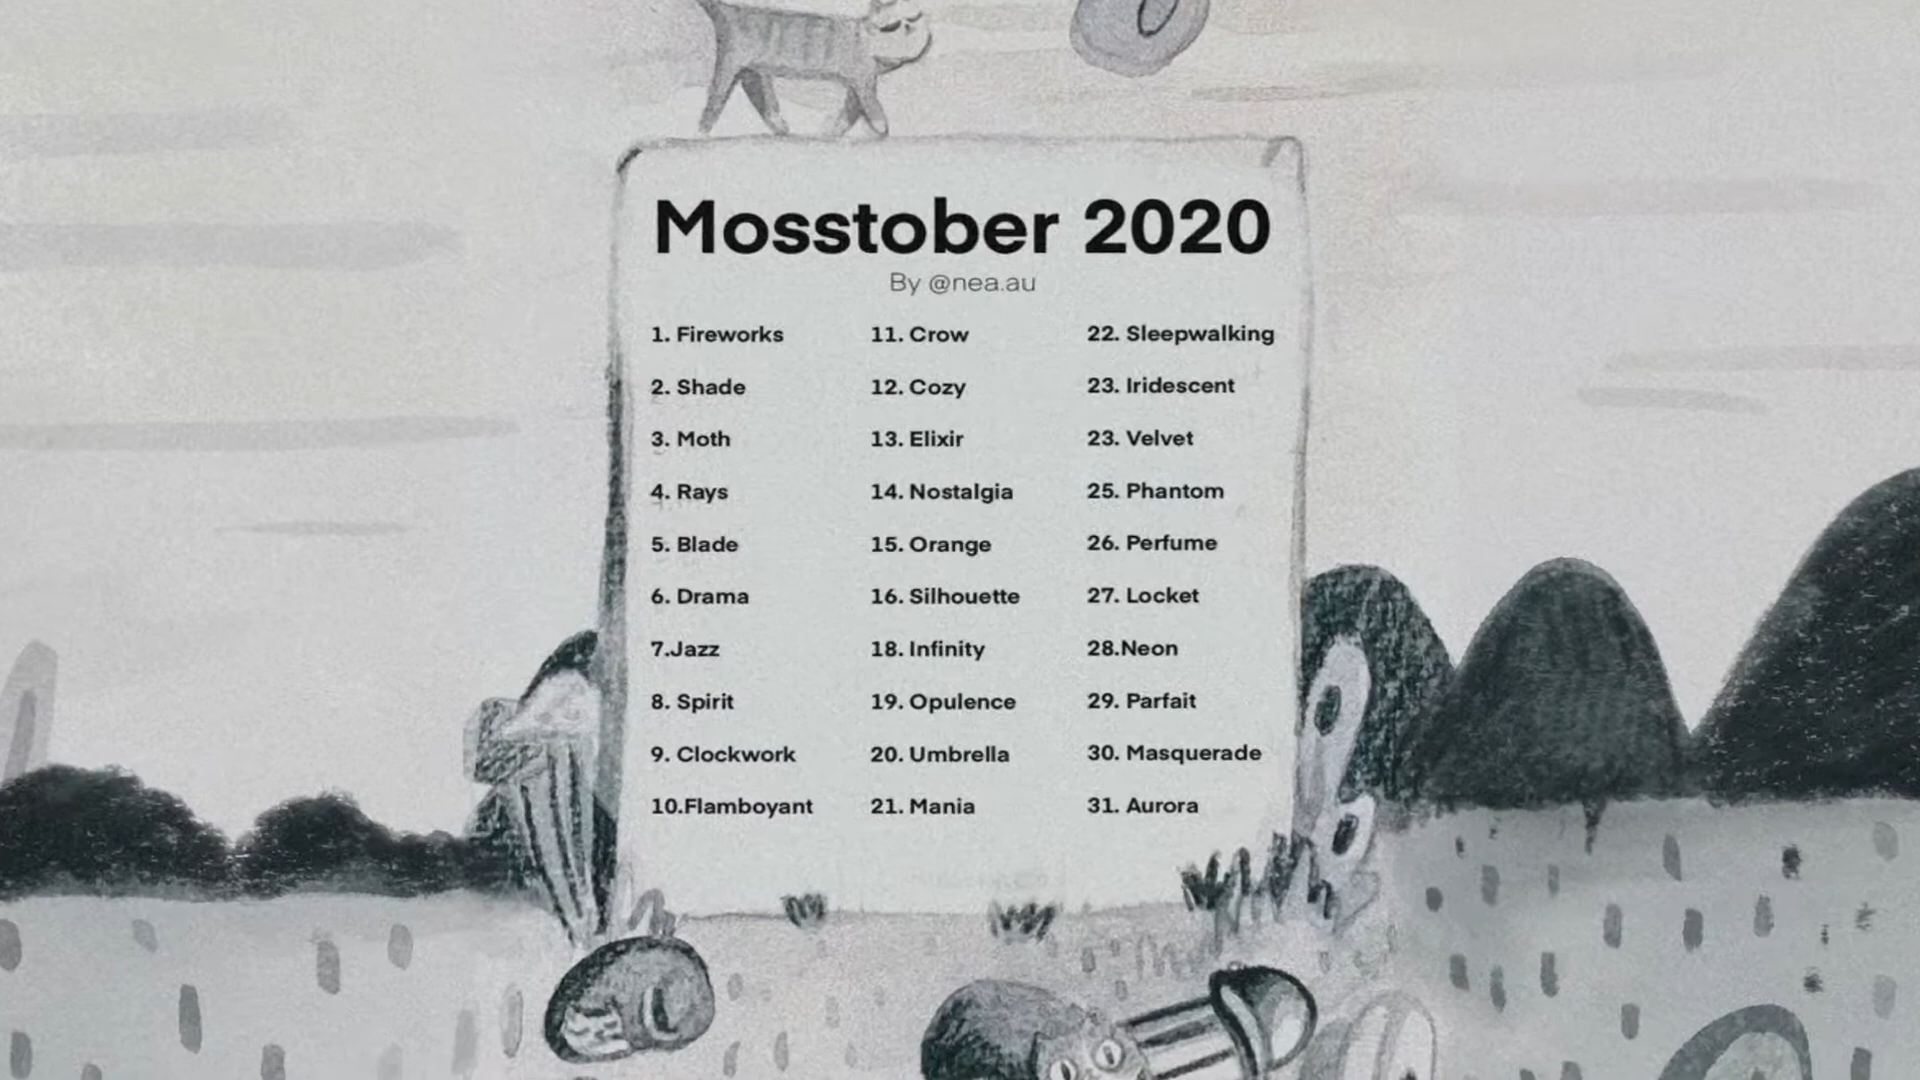 Mosstober 2020
By @nea.au
1. Fireworks
2. Shade
3. Moth
4. Rays
5. Blade
6. Drama
7.Jazz
8. Spirit
9. Clockwork
10.Flamboyant
11. Crow
12. Cozy
13. Elixir
14. Nostalgia
15. Orange
16. Silhouette
18. Infinity
19. Opulence
20. Umbrella
21. Mania
22. Sleepwalking
23. Iridescent
23. Velvet
25. Phantom
26. Perfume
27. Locket
28.Neon
29. Parfait
30. Masquerade
31. Aurora